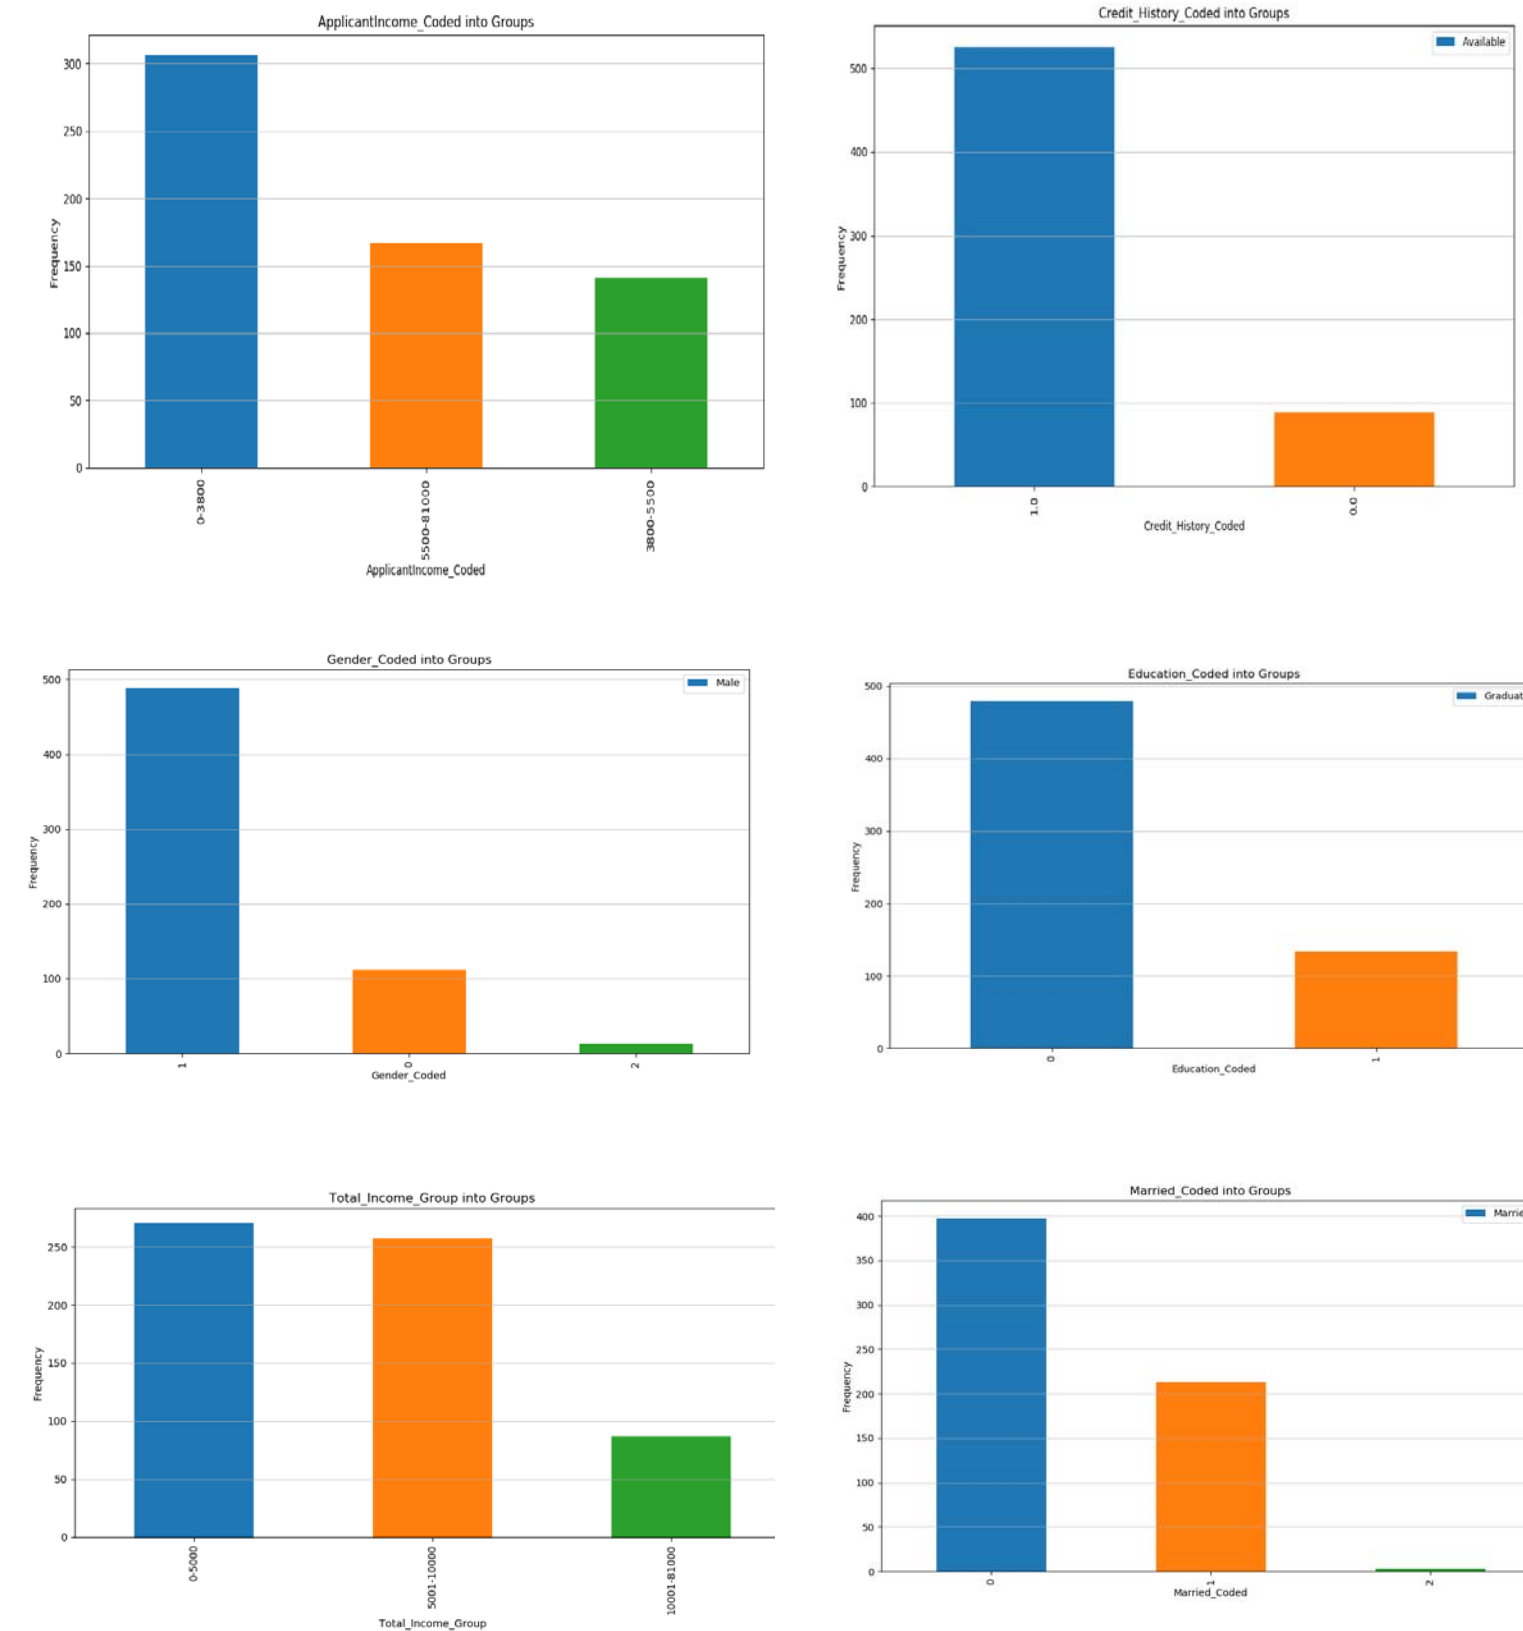 ApplicantIncome_Coded into Groups
300
250
200
150
100
50
0
Frequency
0-3800
5500-81000
3800-5500
ApplicantIncome_Coded
Credit_History_Coded into Groups
Available
500
400
300
200
100
0
Frequency
1.0
0.0
Credit_History_Coded
Gender_Coded into Groups
Male
500
400
300
200
100
0
Frequency
1
0
2
Gender_Coded
Education_Coded into Groups
Graduat
500
400
300
200
100
0
Frequency
0
1
Education_Coded
Total_Income_Group into Groups
250
200
150
100
50
0
Frequency
0-5000
5001-10000
10001-81000
Total_Income_Group
Married_Coded into Groups
Marrie
400
350
300
250
200
150
100
50
0
Frequency
0
1
2
Married_Coded